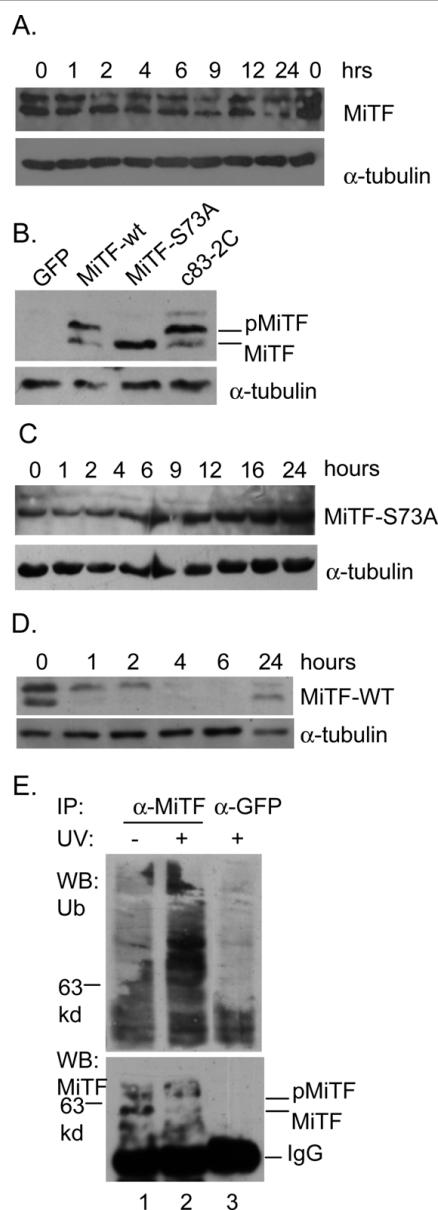 A.
0 1 2 4 6 9 12 24 0 hrs
MiTF
α-tubulin
B.
GFP MiTF-wt MiTF-S73A c83-2C
pMiTF
MiTF
α-tubulin
C
0 1 2 4 6 9 12 16 24 hours
MiTF-S73A
α-tubulin
D.
0 1 2 4 6 24 hours
MiTF-WT
α-tubulin
E.
IP: α-MiTF α-GFP
UV: - + +
WB:
Ub
63
kd
WB:
MiTF
63
kd
pMiTF
MiTF
IgG
1 2 3